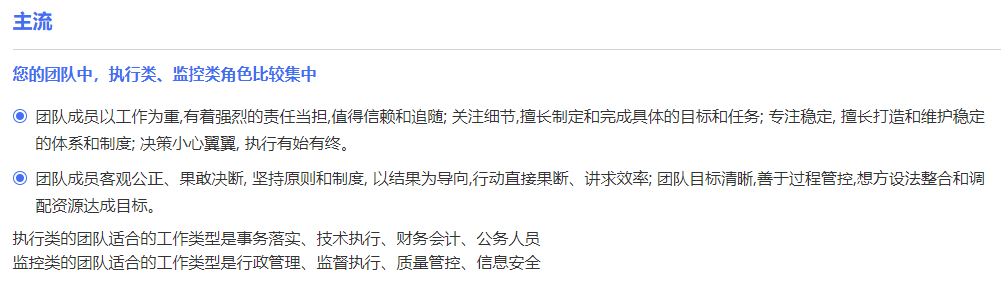 主流
您的团队中，执行类、监控类角色比较集中
团队成员以工作为重,有着强烈的责任当担,值得信赖和追随; 关注细节,擅长制定和完成具体的目标和任务; 专注稳定, 擅长打造和维护稳定
的体系和制度; 决策小心翼翼, 执行有始有终。
团队成员客观公正、果敢决断, 坚持原则和制度, 以结果为导向,行动直接果断、讲求效率; 团队目标清晰,善于过程管控,想方设法整合和调
配资源达成目标。
执行类的团队适合的工作类型是事务落实、技术执行、财务会计、公务人员
监控类的团队适合的工作类型是行政管理、监督执行、质量管控、信息安全